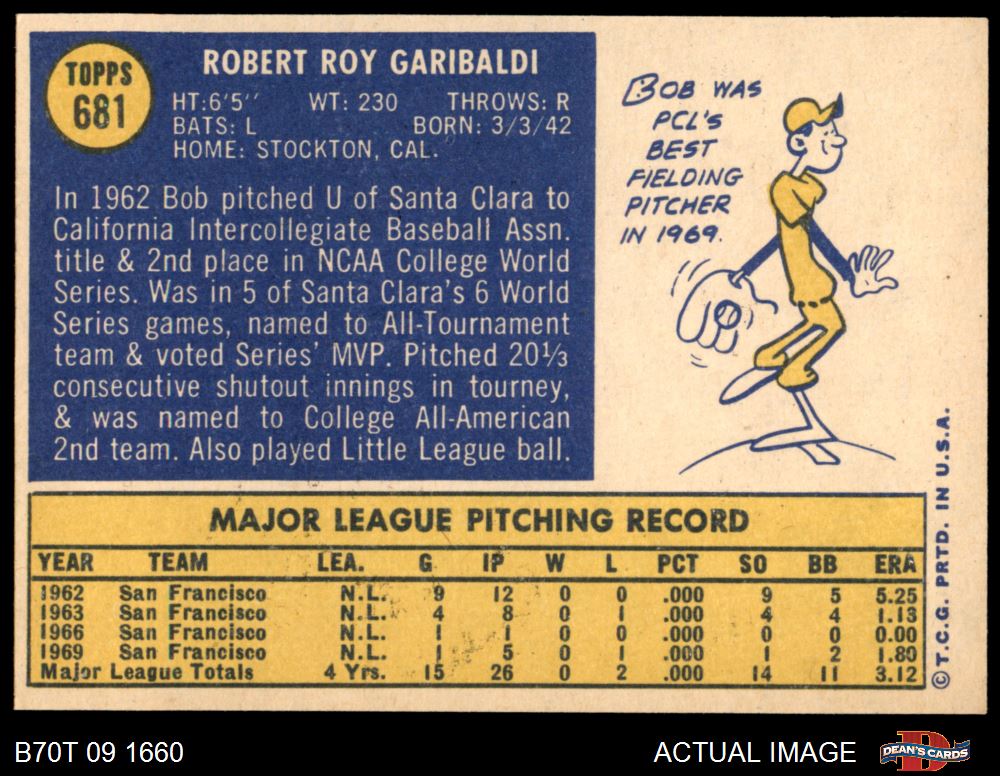 TOPPS
681
ROBERT ROY GARIBALDI
HT:6'5" WT: 230 THROWS: R
BATS: L BORN: 3/3/42
HOME: STOCKTON, CAL.
In 1962 Bob pitched U of Santa Clara to
California Intercollegiate Baseball Assn.
title & 2nd place in NCAA College World
Series. Was in 5 of Santa Clara's 6 World
Series games, named to All-Tournament
team & voted Series' MVP. Pitched 20⅓
consecutive shutout innings in tourney,
& was named to College All-American
2nd team. Also played Little League ball.
BOB WAS
PCL'S
BEST
FIELDING
PITCHER
IN 1969.
MAJOR LEAGUE PITCHING RECORD
YEAR TEAM LEA. G IP W L PCT SO BB ERA
1962 San Francisco N.L. 9 12 0 0 .000 9 5 5.25
1963 San Francisco N.L. 4 8 0 1 .000 4 4 1.13
1966 San Francisco N.L. 1 1 0 0 .000 0 0 0.00
1969 San Francisco N.L. 1 5 0 1 .000 1 2 1.80
Major League Totals 4 Yrs. 15 26 0 2 .000 14 11 3.12
©T.C.G. PRTD. IN U.S.A.
B70T 09 1660 ACTUAL IMAGE
D
DEAN'S CARDS